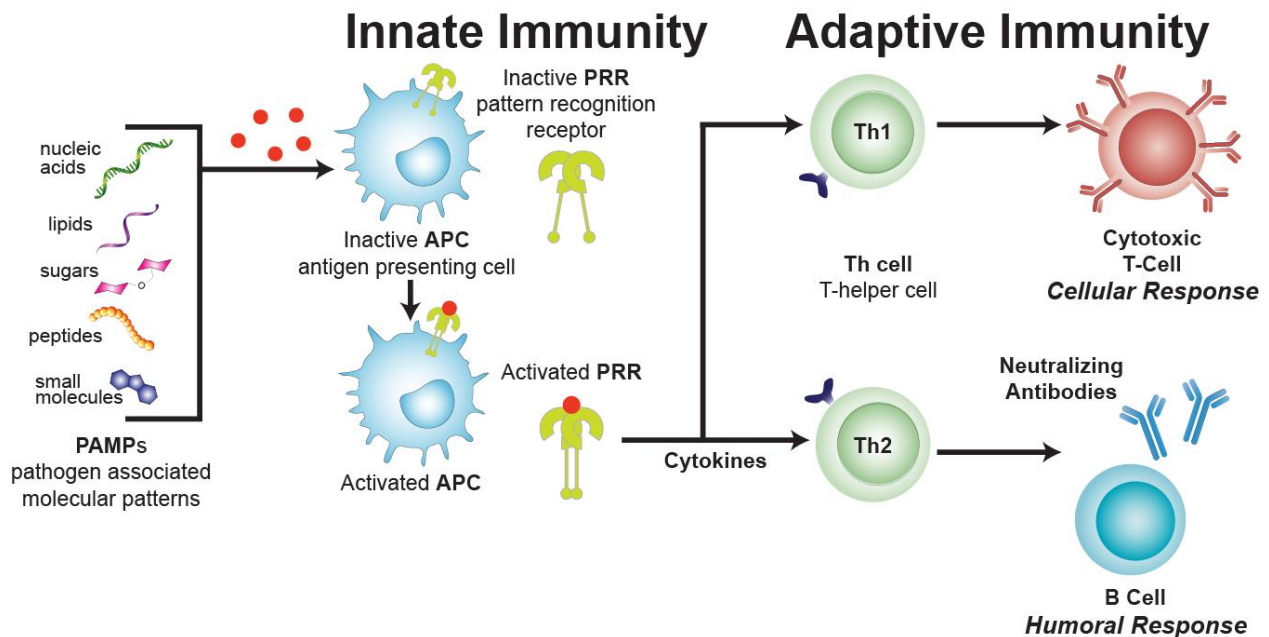 Innate Immunity
Adaptive Immunity
nucleic
acids
lipids
sugars
peptides
small
molecules
PAMPs
pathogen associated
molecular patterns
Inactive PRR
pattern recognition
receptor
Inactive APC
antigen presenting cell
Activated PRR
Activated APC
Cytokines
Th1
Th cell
T-helper cell
Th2
Cytotoxic
T-Cell
Cellular Response
Neutralizing
Antibodies
B Cell
Humoral Response